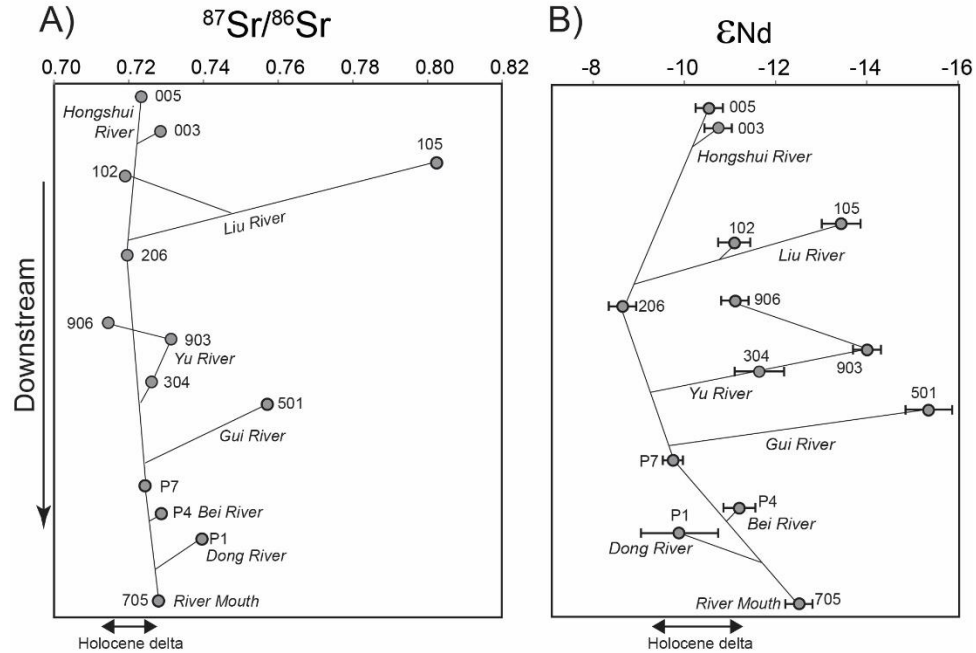 A)
⁸⁷Sr/⁸⁶Sr
0.70 0.72 0.74 0.76 0.78 0.80 0.82
Downstream
005
Hongshui
River
003
105
102
Liu River
206
906
903
Yu River
304
501
Gui River
P7
P4 Bei River
P1
Dong River
705 River Mouth
Holocene delta
B)
εNd
-8 -10 -12 -14 -16
005
003
Hongshui River
105
102
Liu River
906
206
304
903
Yu River
501
Gui River
P7
P4
P1
Bei River
Dong River
River Mouth 705
Holocene delta